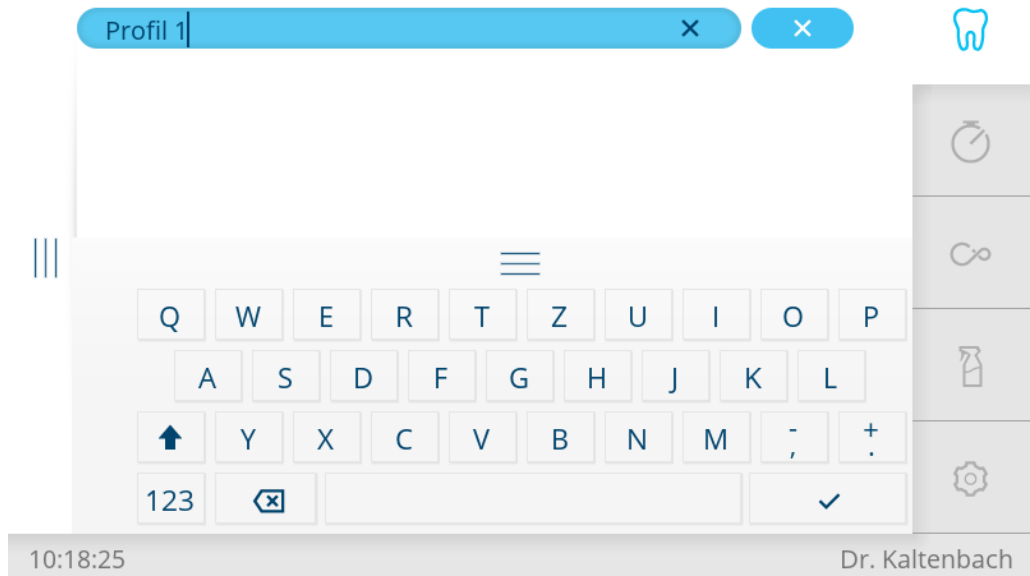 Profil 1
Q W E R T Z U I O P
A S D F G H J K L
Y X C V B N M - , + .
123
10:18:25 Dr. Kaltenbach